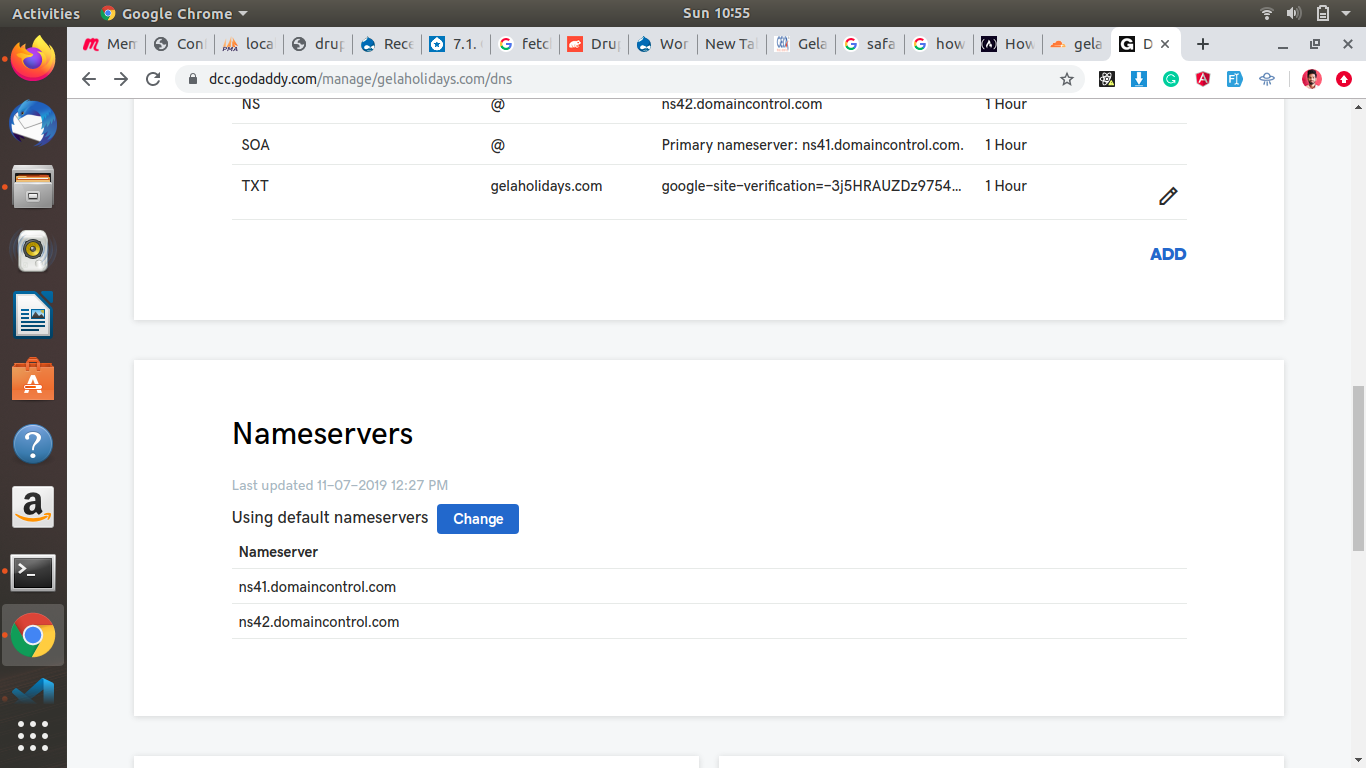 Activities
Google Chrome
Sun 10:55
Mem
Conf
loca
drup
Rece
7.1.
fetc
Dru
Wor
New Tab
Gela
safa
how
How
gela
D
dcc.godaddy.com/manage/gelaholidays.com/dns
NS @ ns42.domaincontrol.com 1 Hour
SOA @ Primary nameserver: ns41.domaincontrol.com. 1 Hour
TXT gelaholidays.com google-site-verification=-3j5HRAUZDz9754... 1 Hour
ADD
Nameservers
Last updated 11-07-2019 12:27 PM
Using default nameservers Change
Nameserver
ns41.domaincontrol.com
ns42.domaincontrol.com